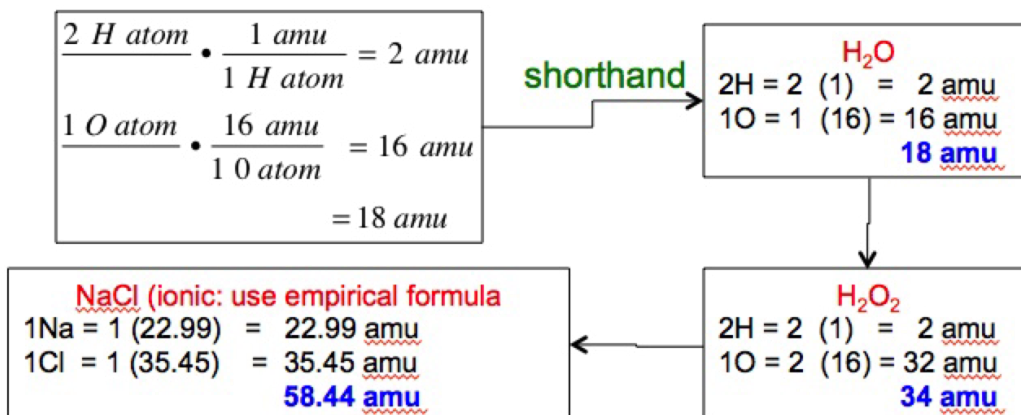 2 H atom / 1 • 1 amu / 1 H atom = 2 amu
1 O atom / 1 • 16 amu / 1 0 atom = 16 amu
= 18 amu
shorthand
H₂O
2H = 2 (1) = 2 amu
1O = 1 (16) = 16 amu
18 amu
H₂O₂
2H = 2 (1) = 2 amu
1O = 2 (16) = 32 amu
34 amu
NaCl (ionic: use empirical formula
1Na = 1 (22.99) = 22.99 amu
1Cl = 1 (35.45) = 35.45 amu
58.44 amu